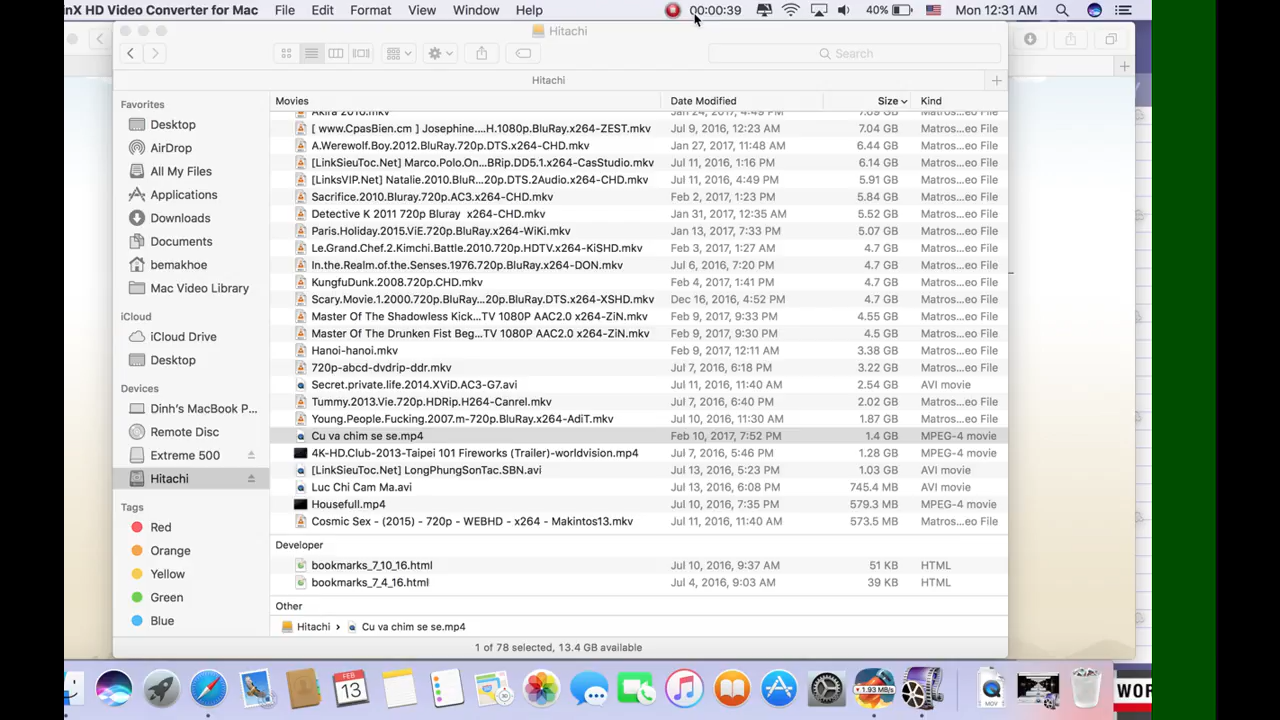 inX HD Video Converter for Mac File Edit Format View Window Help 00:00:39 40% Mon 12:31 AM
Hitachi
Search
Hitachi
Favorites
Desktop
AirDrop
All My Files
Applications
Downloads
Documents
bemakhoe
Mac Video Library
iCloud
iCloud Drive
Desktop
Devices
Dinh's MacBook P...
Remote Disc
Extreme 500
Hitachi
Tags
Red
Orange
Yellow
Green
Blue
Movies Date Modified Size Kind
[ www.CpasBien.cm ] Josephine....H.1080p.BluRay.x264-ZEST.mkv Jul 9, 2016, 12:23 AM 7.04 GB Matros...eo File
A.Werewolf.Boy.2012.BluRay.720p.DTS.x264-CHD.mkv Jan 27, 2017, 11:48 AM 6.44 GB Matros...eo File
[LinkSieuToc.Net] Marco.Polo.On...BRip.DD5.1.x264-CasStudio.mkv Jul 11, 2016, 1:16 PM 6.14 GB Matros...eo File
[LinksVIP.Net] Natalie.2010.BluR...20p.DTS.2Audio.x264-CHD.mkv Jul 11, 2016, 4:49 PM 5.91 GB Matros...eo File
Sacrifice.2010.Bluray.720p.AC3.x264-CHD.mkv Feb 2, 2017, 1:23 PM 5.84 GB Matros...eo File
Detective K 2011 720p Bluray x264-CHD.mkv Jan 31, 2017, 12:35 AM 5.52 GB Matros...eo File
Paris.Holiday.2015.ViE.720p.BluRay.x264-WiKi.mkv 7:33 PM 5.07 GB Matros...eo File
Le.Grand.Chef.2.Kimchi.Battle.2010.720p.HDTV.x264-KiSHD.mkv Feb 3, 2017, 1:27 AM 4.7 GB Matros...eo File
In.the.Realm.of.the.Senses.1976.720p.BluRay.x264-DON.mkv Jul 6, 2016, 5:20 PM 4.7 GB Matros...eo File
KungfuDunk.2008.720p.CHD.mkv Feb 4, 2017, 1:41 PM 4.7 GB Matros...eo File
Scary.Movie.1.2000.720p.BluRay...20p.BluRay.DTS.x264-XSHD.mkv Dec 16, 2016, 4:52 PM 4.7 GB Matros...eo File
Master Of The Shadowless Kick...TV 1080P AAC2.0 x264-ZiN.mkv Feb 9, 2017, 9:33 PM 4.55 GB Matros...eo File
Master Of The Drunken Fist Beg...TV 1080P AAC2.0 x264-ZiN.mkv Feb 9, 2017, 9:30 PM 4.5 GB Matros...eo File
Hanoi-hanoi.mkv Feb 9, 2017, 12:11 AM 3.38 GB Matros...eo File
720p-abcd-dvdrip-ddr.mkv Jul 7, 2016, 6:18 PM 3.22 GB Matros...eo File
Secret.private.life.2014.XViD.AC3-G7.avi Jul 11, 2016, 11:40 AM 2.54 GB AVI movie
Tummy.2013.Vie.720p.HDRip.H264-Canrel.mkv Jul 7, 2016, 6:40 PM 2.02 GB Matros...eo File
Young.People.Fucking.2007.m-720p.BluRay.x264-AdiT.mkv Jul 10, 2016, 11:30 AM 1.87 GB Matros...eo File
Cu va chim se se.mp4 Feb 10, 2017, 7:52 PM 1.4 GB MPEG-4 movie
4K-HD.Club-2013-Taipei 101 Fireworks (Trailer)-worldvision.mp4 Jul 7, 2016, 5:46 PM 1.28 GB MPEG-4 movie
[LinkSieuToc.Net] LongPhungSonTac.SBN.avi Jul 13, 2016, 5:23 PM 1.03 GB AVI movie
Luc Chi Cam Ma.avi Jul 13, 2016, 6:08 PM 745.4 MB AVI movie
Housefull.mp4 Jul 10, 2016, 7:35 PM 579.3 MB MPEG-4 movie
Cosmic Sex - (2015) - 720p - WEBHD - x264 - Makintos13.mkv Jul 11, 2016, 11:40 AM 573.5 MB Matros...eo File
Developer
bookmarks_7_10_16.html Jul 10, 2016, 9:37 AM 51 KB HTML
bookmarks_7_4_16.html Jul 4, 2016, 9:03 AM 39 KB HTML
Other
Hitachi › Cu va chim se se.mp4
1 of 78 selected, 13.4 GB available
FEB
13
1.93 MB/s
MOV
WOR